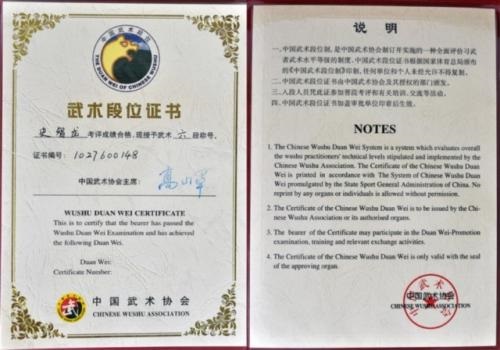 中国武术段位
THE DUAN WEI OF CHINESE WUSHU
武术段位证书
考评成绩合格，现授予武术六段称号。
证书编号：1027600148
中国武术协会主席：高小军
WUSHU DUAN WEI CERTIFICATE
This is to certify that the bearer has passed the
Wushu Duan Wei Examination and has achieved
the following Duan Wei.
Duan Wei:
Certificate Number:
中国武术协会
CHINESE WUSHU ASSOCIATION
说明
一、中国武术段位制，是中国武术协会制订开实施的一种全面评价习武
者武术水平等级的制度。中国武术段位证书根据国家体育总局颁布
的《中国武术段位制》印制，任何单位和个人未经允许不得复制。
二、中国武术段位证书由中国武术协会及其授权的部门颁发。
三、入段人员凭此证参加晋段考评和有关培训、交流等活动。
四、中国武术段位证书加盖审批单位印章后生效。
NOTES
1. The Chinese Wushu Duan Wei System is a system which evaluates overall
the wushu practitioners' technical levels stipulated and implemented by the
Chinese Wushu Association. The Certificate of the Chinese Wushu Duan Wei
is printed in accordance with The System of Chinese Wushu Duan
Wei promulgated by the State Sport General Administration of China. No
reprint by any organs or individuals is allowed without permission.
2. The Certificate of the Chinese Wushu Duan Wei is to be issued by the Chi-
nese Wushu Association or its authorised organs.
3. The bearer of the Certificate may participate in the Duan Wei-Promotion
examination, training and relevant exchange activities.
4. The Certificate of the Chinese Wushu Duan Wei is only valid with the seal
of the approving organ.
中国武术协会
CHINESE WUSHU ASSOCIATION